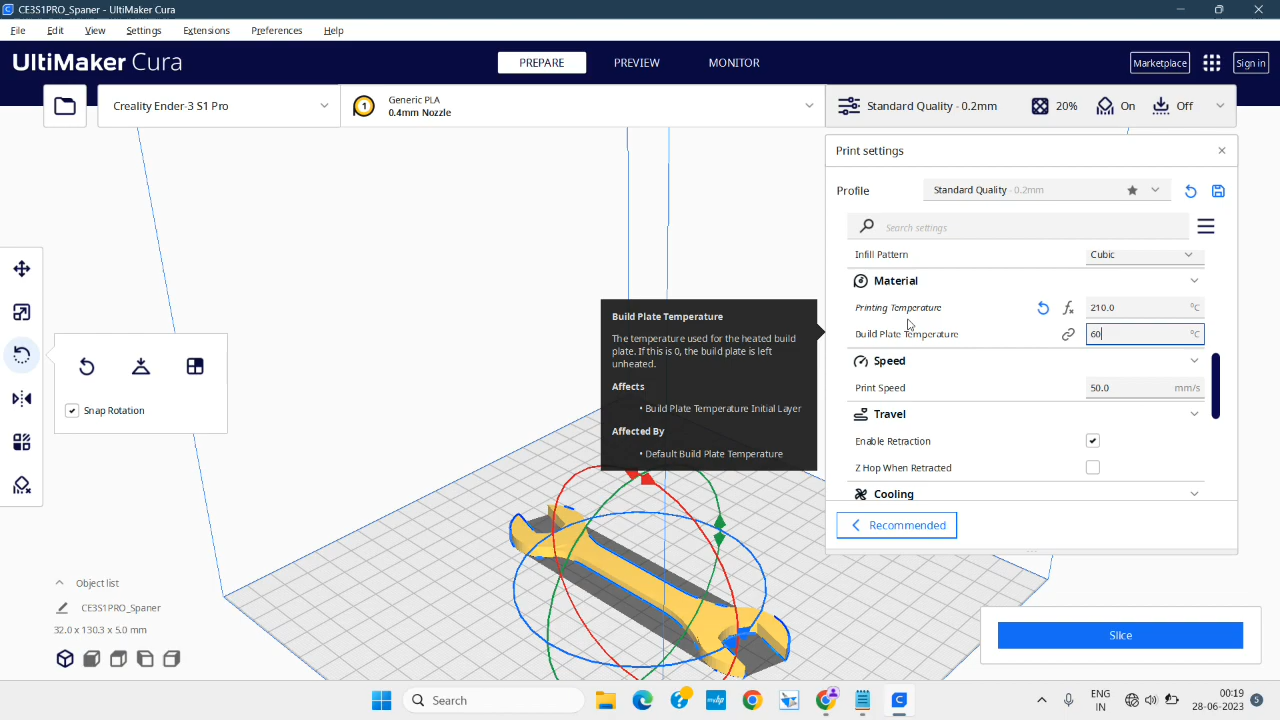 CE3S1PRO_Spaner - UltiMaker Cura
File Edit View Settings Extensions Preferences Help
UltiMaker Cura PREPARE PREVIEW MONITOR Marketplace Sign in
Creality Ender-3 S1 Pro
1 Generic PLA
0.4mm Nozzle
Standard Quality - 0.2mm 20% On Off
Print settings
Profile Standard Quality - 0.2mm
Search settings
Infill Pattern Cubic
Material
Printing Temperature 210.0 °C
Build Plate Temperature 60 °C
Speed
Print Speed 50.0 mm/s
Travel
Enable Retraction
Z Hop When Retracted
Cooling
Recommended
Build Plate Temperature
The temperature used for the heated build
plate. If this is 0, the build plate is left
unheated.
Affects
• Build Plate Temperature Initial Layer
Affected By
• Default Build Plate Temperature
Snap Rotation
Object list
CE3S1PRO_Spaner
32.0 x 130.3 x 5.0 mm
Slice
Search
ENG
IN
00:19
28-06-2023
5